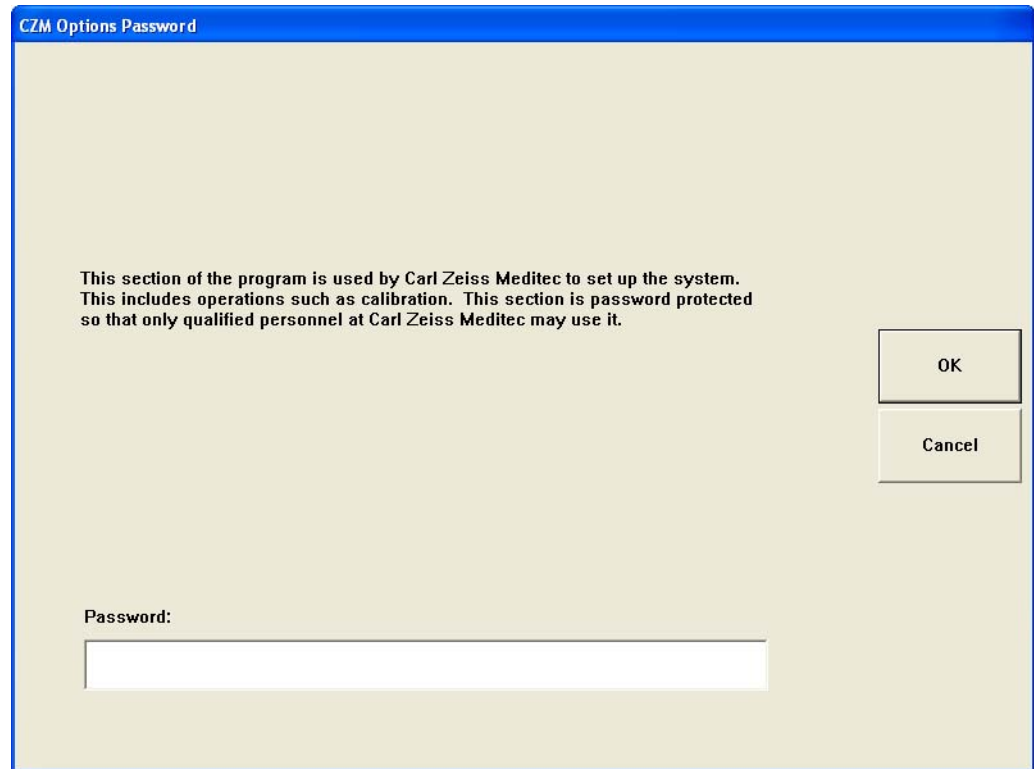 CZM Options Password
This section of the program is used by Carl Zeiss Meditec to set up the system.
This includes operations such as calibration.  This section is password protected
so that only qualified personnel at Carl Zeiss Meditec may use it.
OK
Cancel
Password: